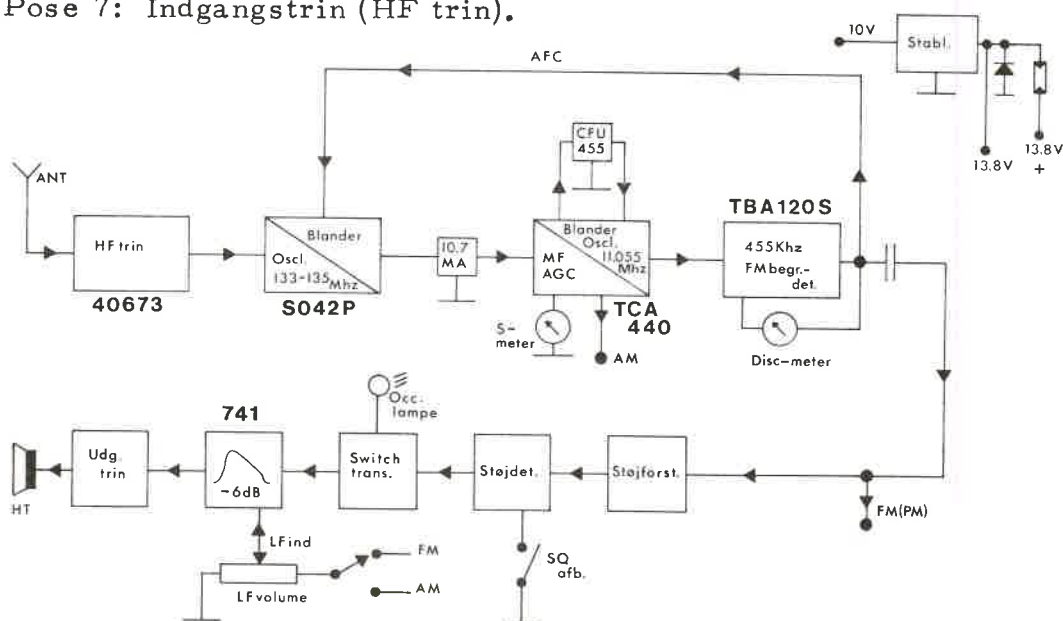 Pose 7: Indgangstrin (HF trin).
10V
Stabl.
13.8V
13.8V
+
AFC
CFU
455
ANT
HF trin
40673
Blander
Oscl.
133-135Mhz
S042P
10.7
MA
Blander
Oscl.
11.055
Mhz
MF
AGC
TCA
440
S-
meter
AM
TBA120S
455Khz
FMbegr.-
det.
Disc-meter
Occ.
lampe
741
-6dB
HT
Udg.
trin
Switch
trans.
Støjdet.
Støjforst.
FM(PM)
LFind
FM
AM
LFvolume
SQ
afb.